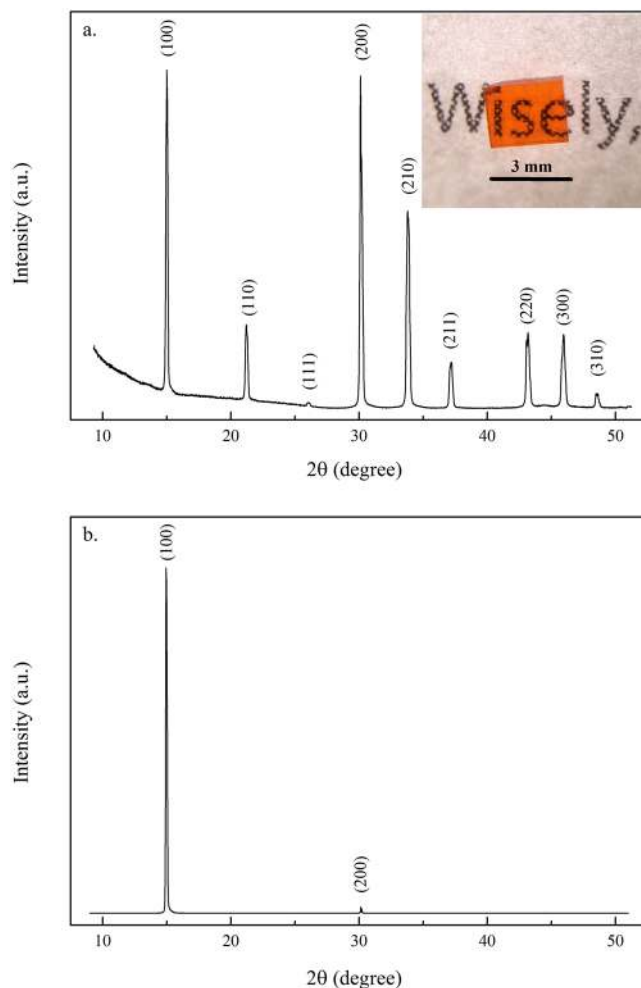 a.
(100)
(200)
(210)
(110)
(111)
(211)
(220)
(300)
(310)
Wisely,
3 mm
Intensity (a.u.)
10 20 30 40 50
2θ (degree)
b.
(100)
(200)
Intensity (a.u.)
10 20 30 40 50
2θ (degree)